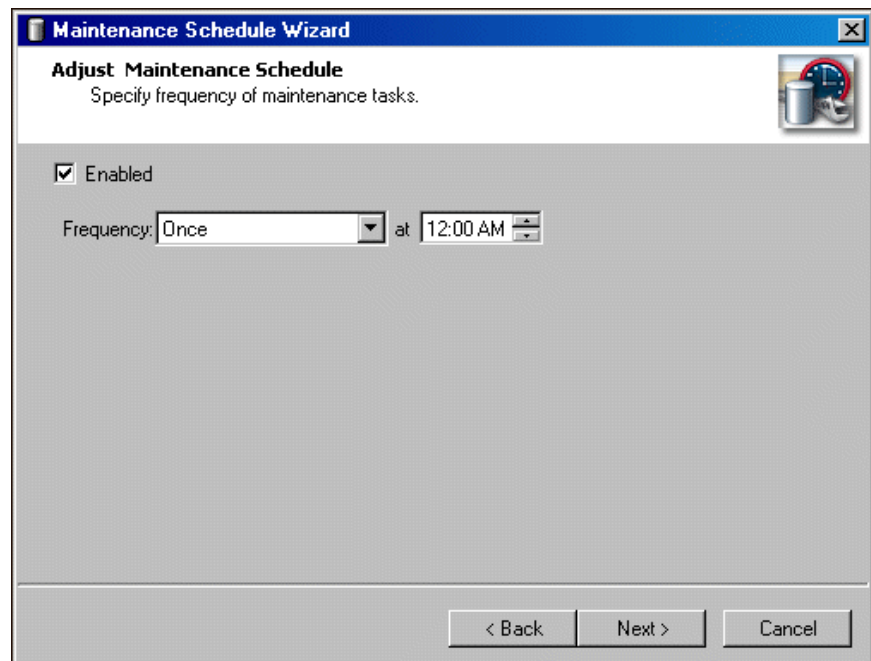 Maintenance Schedule Wizard
Adjust Maintenance Schedule
Specify frequency of maintenance tasks.
Enabled
Frequency: Once at 12:00 AM
< Back Next > Cancel